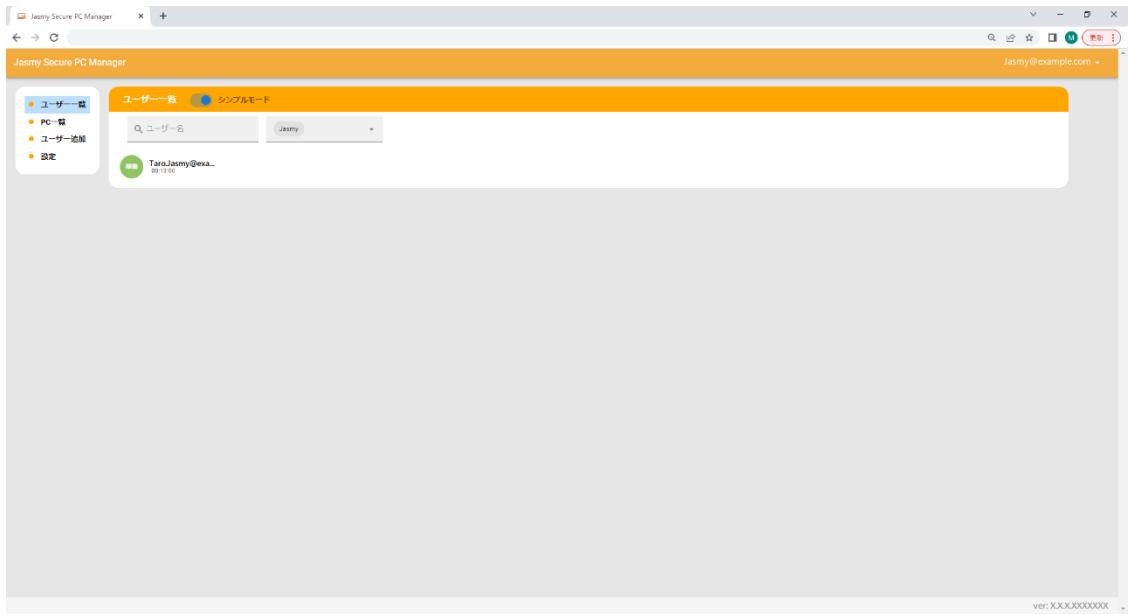 Jasmy Secure PC Manager
更新
Jasmy Secure PC Manager
Jasmy@example.com
ユーザー一覧
PC一覧
ユーザー追加
設定
ユーザー一覧
シンプルモード
ユーザー名
Jasmy
稼働
Taro.Jasmy@exa...
00:13:00
M
ver: X.X.X.XXXXXXX